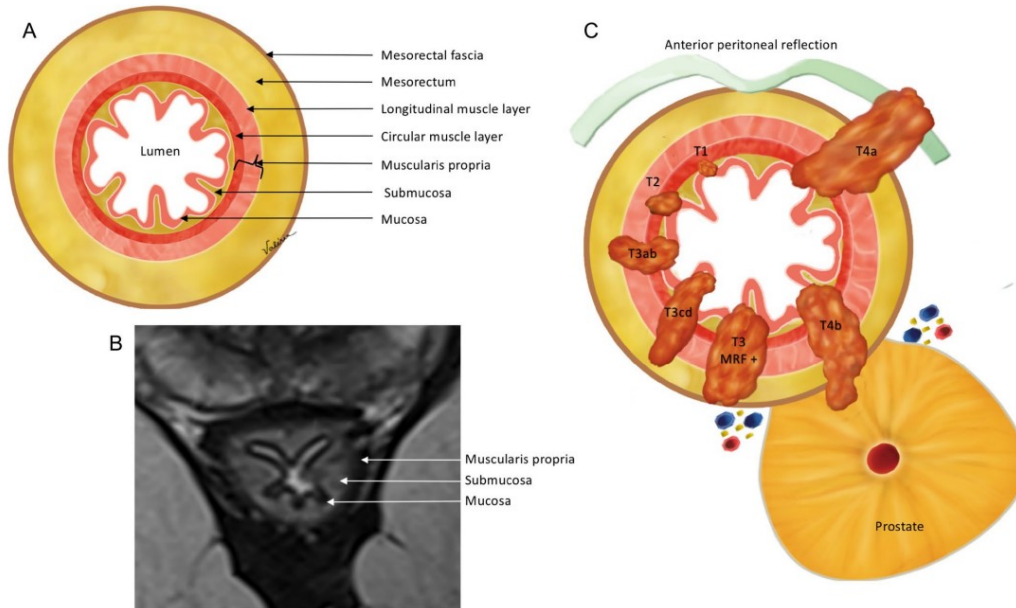 A
Mesorectal fascia
Mesorectum
Longitudinal muscle layer
Circular muscle layer
Muscularis propria
Submucosa
Mucosa
Lumen
B
Muscularis propria
Submucosa
Mucosa
C
Anterior peritoneal reflection
T1
T2
T3ab
T3cd
T3
MRF +
T4b
T4a
Prostate